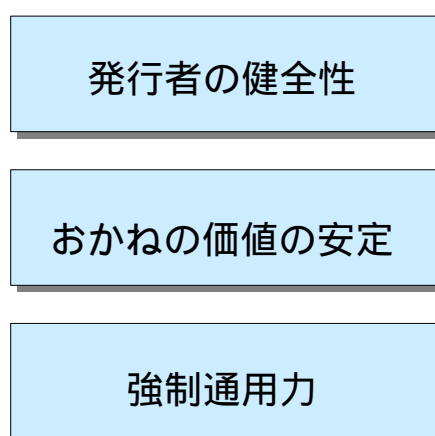 発行者の健全性
おかねの価値の安定
強制通用力